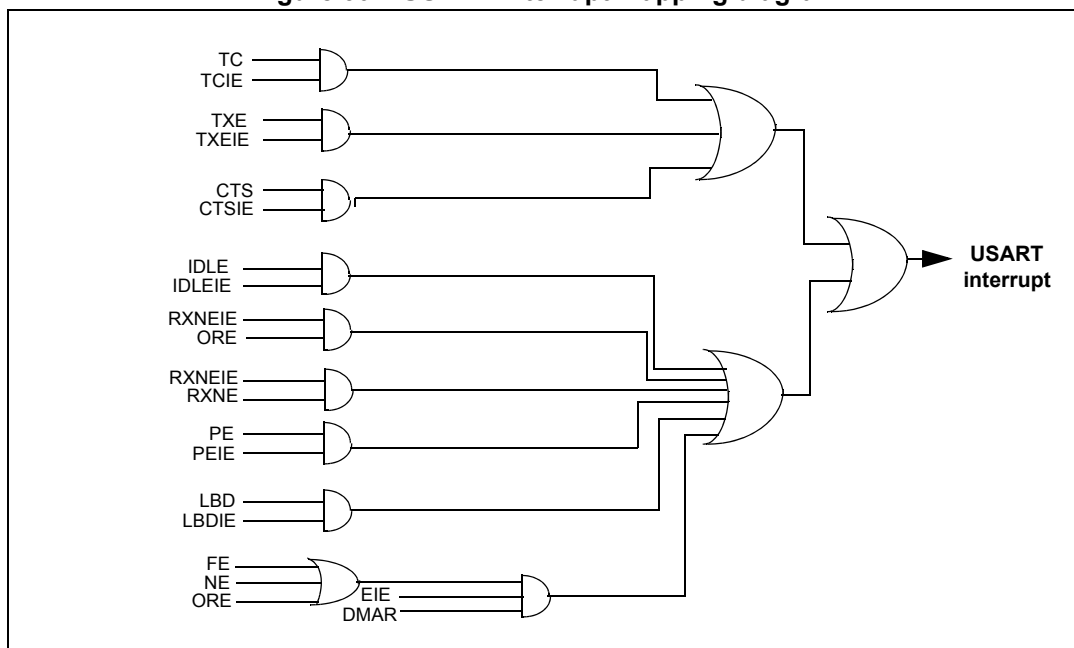 TC
TCIE
TXE
TXEIE
CTS
CTSIE
IDLE
IDLEIE
RXNEIE
ORE
RXNEIE
RXNE
PE
PEIE
LBD
LBDIE
FE
NE
ORE
EIE
DMAR
USART
interrupt